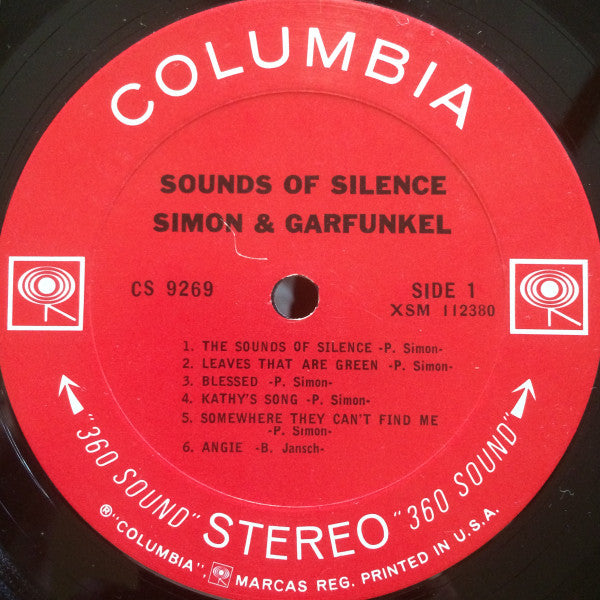 COLUMBIA
SOUNDS OF SILENCE
SIMON & GARFUNKEL
CS 9269
SIDE 1
XSM 112380
1. THE SOUNDS OF SILENCE -P. Simon-
2. LEAVES THAT ARE GREEN -P. Simon-
3. BLESSED -P. Simon-
4. KATHY'S SONG -P. Simon-
5. SOMEWHERE THEY CAN'T FIND ME
-P. Simon-
6. ANGIE -B. Jansch-
"360 SOUND" STEREO "360 SOUND"
®"COLUMBIA", MARCAS REG. PRINTED IN U.S.A.